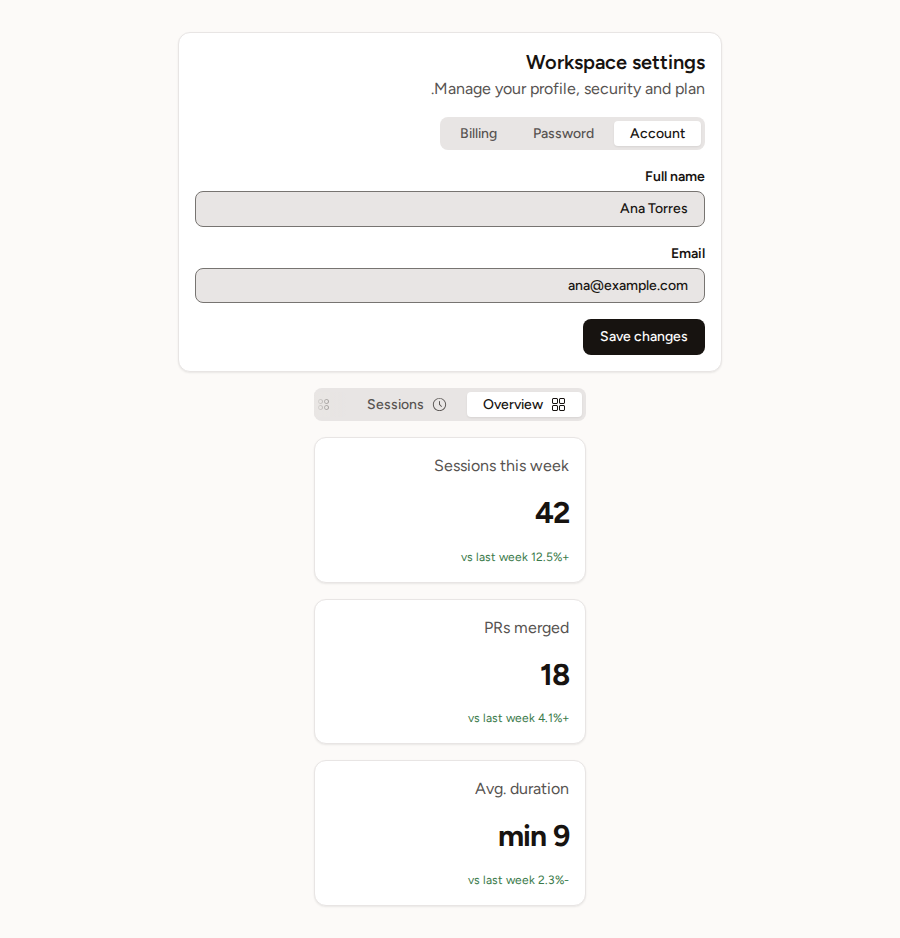 Workspace settings
.Manage your profile, security and plan
Account
Password
Billing
Full name
Ana Torres
Email
ana@example.com
Save changes
Overview
Sessions
Sessions this week
42
vs last week 12.5%+
PRs merged
18
vs last week 4.1%+
Avg. duration
min 9
vs last week 2.3%-